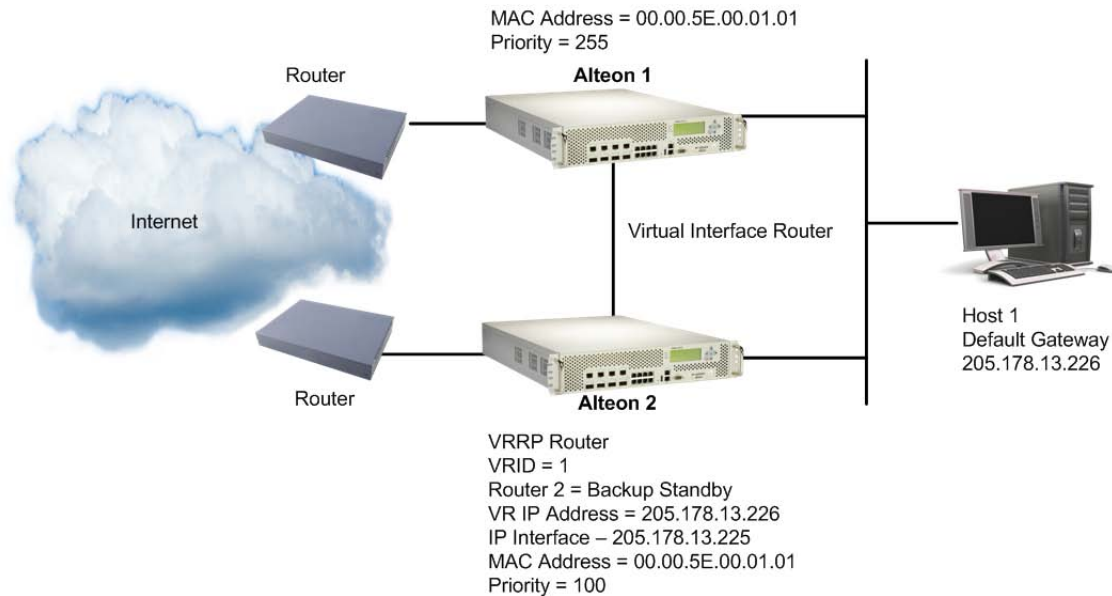 MAC Address = 00.00.5E.00.01.01
Priority = 255
Router
Alteon 1
Internet
Virtual Interface Router
Host 1
Default Gateway
205.178.13.226
Router
Alteon 2
VRRP Router
VRID = 1
Router 2 = Backup Standby
VR IP Address = 205.178.13.226
IP Interface – 205.178.13.225
MAC Address = 00.00.5E.00.01.01
Priority = 100